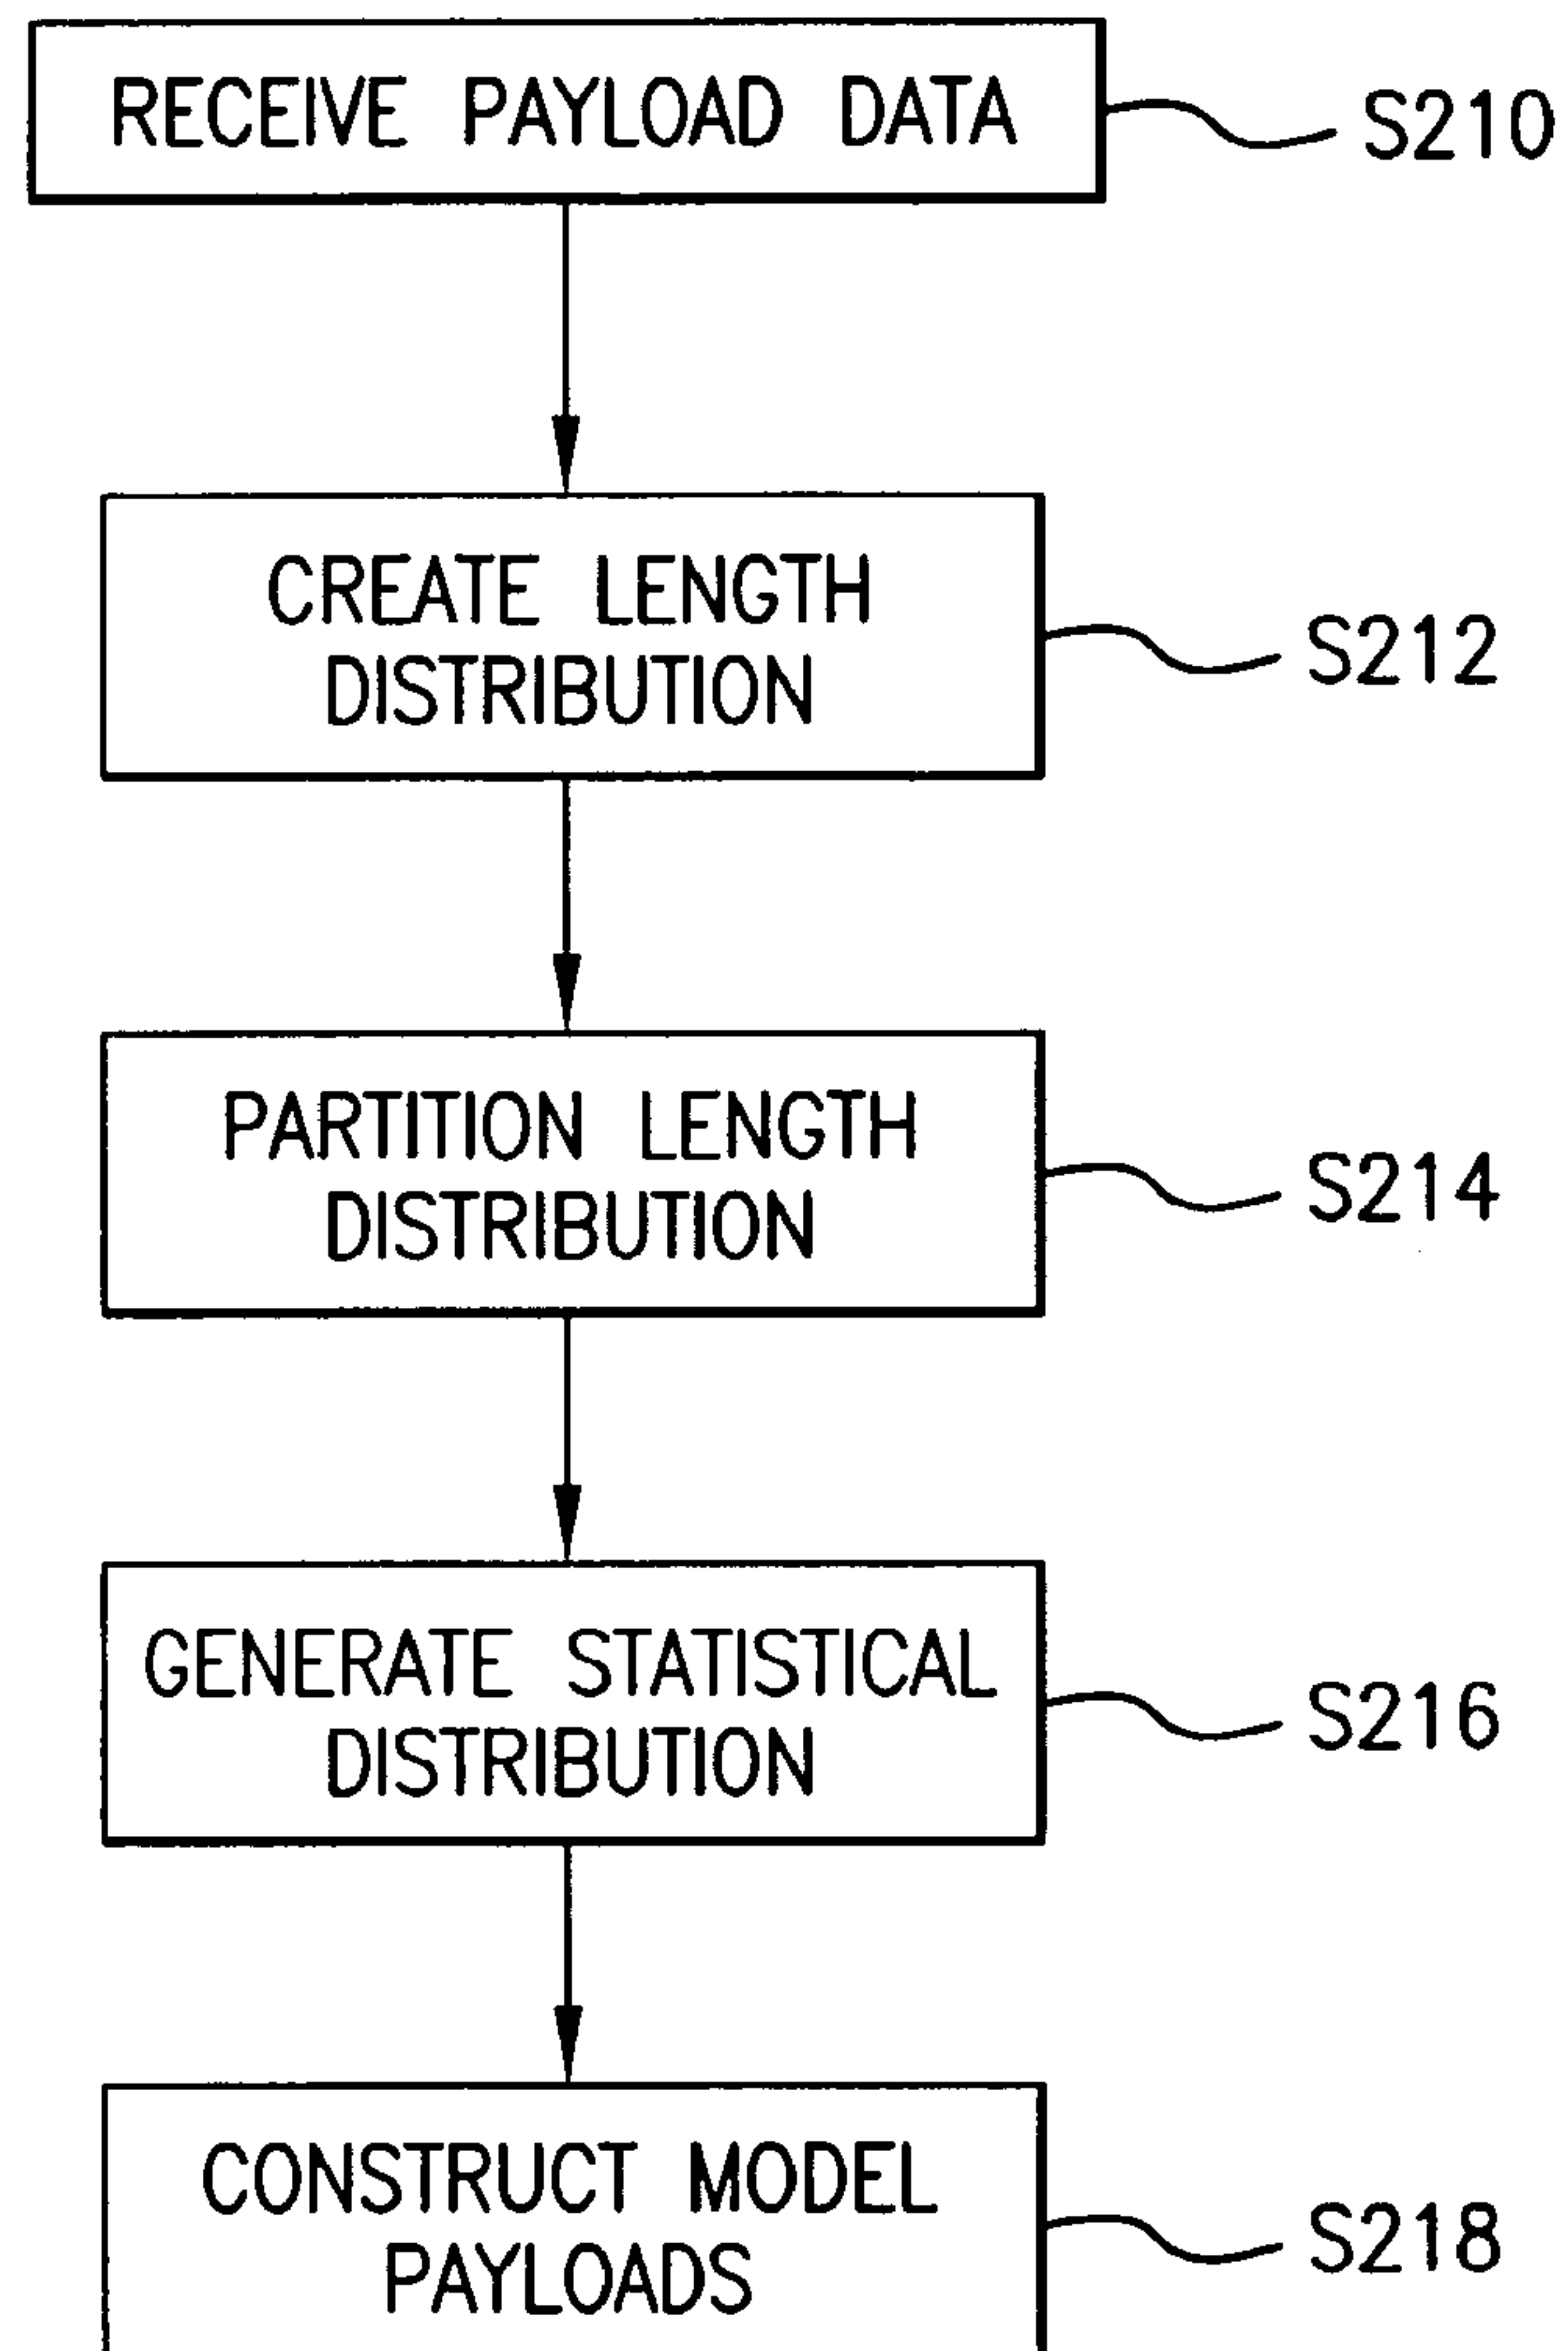 RECEIVE PAYLOAD DATA
S210
CREATE LENGTH
DISTRIBUTION
S212
PARTITION LENGTH
DISTRIBUTION
S214
GENERATE STATISTICAL
DISTRIBUTION
S216
CONSTRUCT MODEL
PAYLOADS
S218